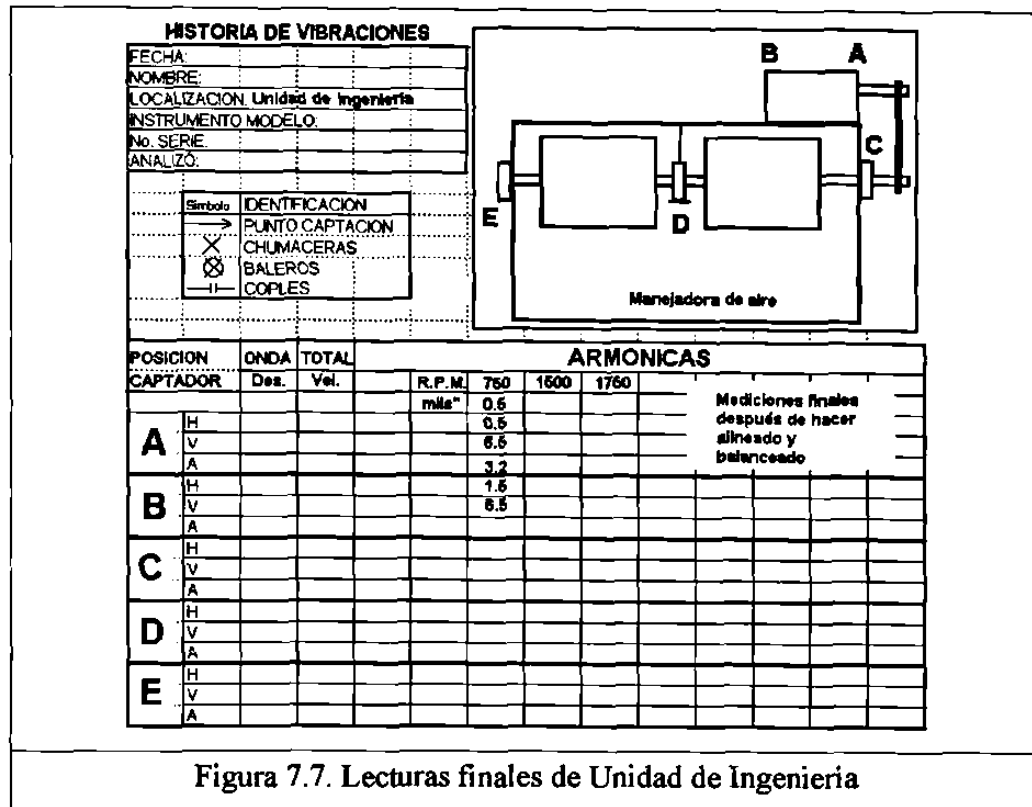 HISTORIA DE VIBRACIONES
FECHA:
NOMBRE:
LOCALIZACION: Unidad de Ingenieria
INSTRUMENTO MODELO:
No. SERIE:
ANALIZÓ:
Simbolo IDENTIFICACION
PUNTO CAPTACION
CHUMACERAS
BALEROS
COPLES
B A
C
E D
Manejadora de aire
POSICION ONDA TOTAL ARMONICAS
CAPTADOR Des. Vel. R.P.M. 750 1500 1750
mils" 0.5
A H 0.5
V 6.5
A 3.2
B H 1.5
V 6.5
A
C H
V
A
D H
V
A
E H
V
A
Mediciones finales
después de hacer
alineado y
balanceado
Figura 7.7. Lecturas finales de Unidad de Ingenieria